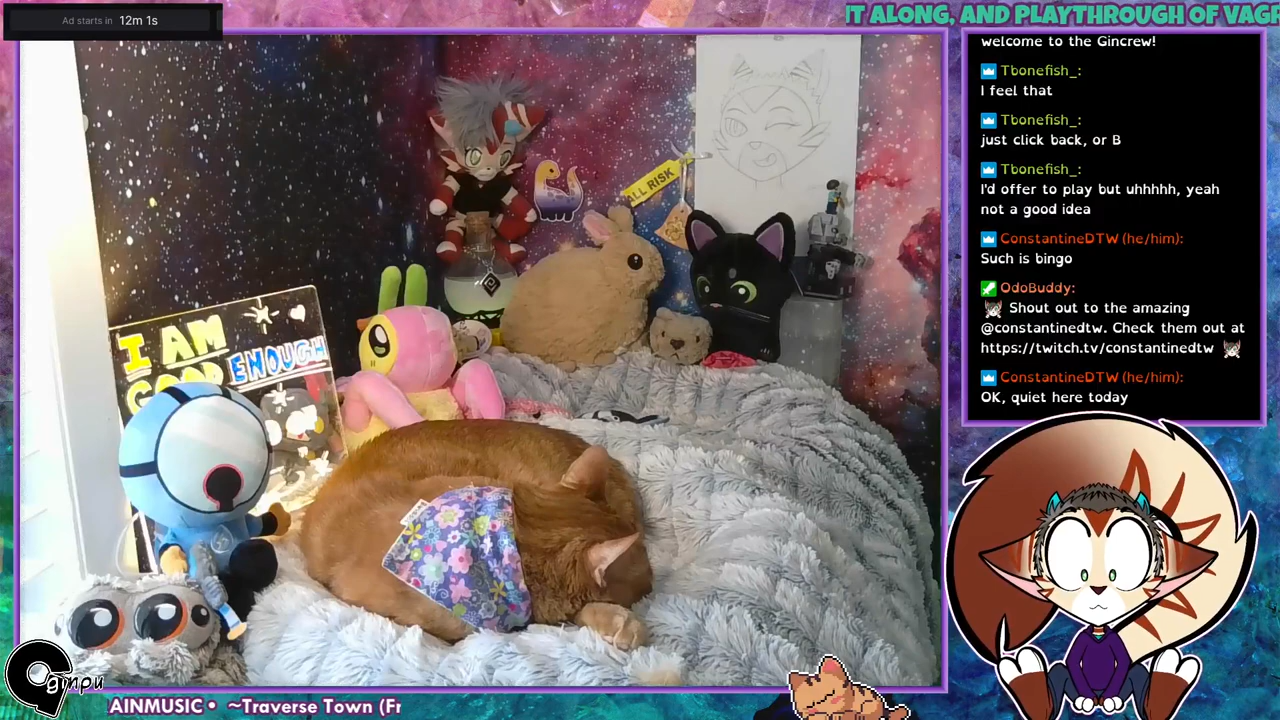 Ad starts in 12m 1s
IT ALONG, AND PLAYTHROUGH OF VAGR
welcome to the Gincrew!
Tbonefish_:
I feel that
Tbonefish_:
just click back, or B
Tbonefish_:
I'd offer to play but uhhhhh, yeah
not a good idea
ConstantineDTW (he/him):
Such is bingo
OdoBuddy:
Shout out to the amazing
@constantinedtw. Check them out at
https://twitch.tv/constantinedtw
ConstantineDTW (he/him):
OK, quiet here today
ALL RISK
I AM
GOOD ENOUGH
ginpu
AINMUSIC • ~Traverse Town (Fr